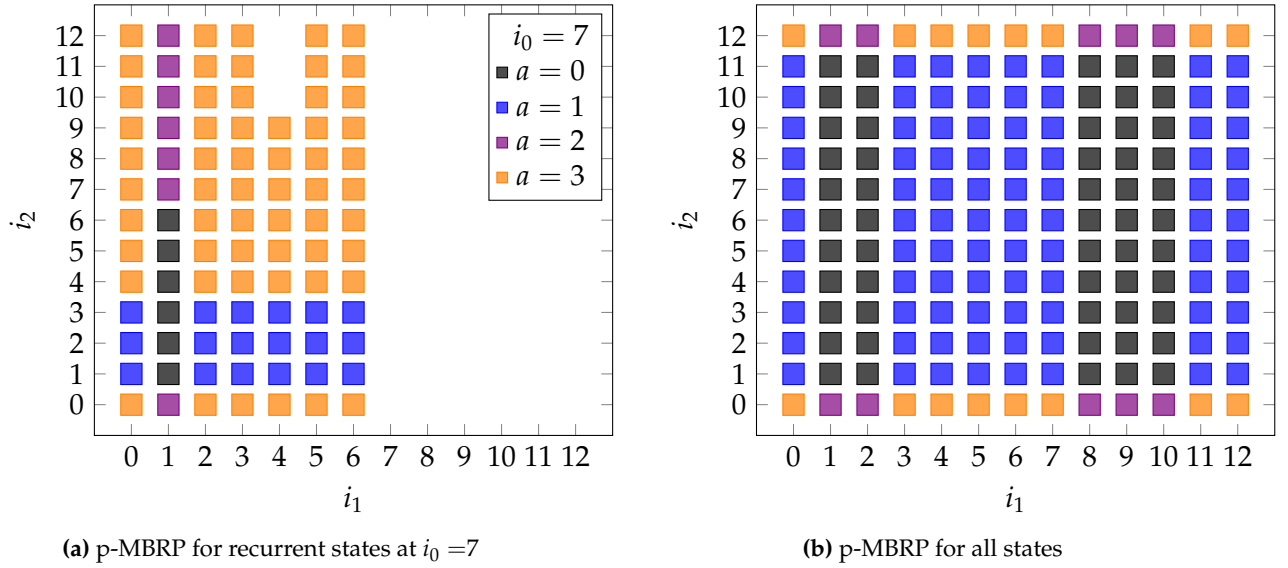 12
11
10
9
8
7
6
5
4
3
2
1
0
i₂
0 1 2 3 4 5 6 7 8 9 10 11 12
i₁
i₀ = 7
a = 0
a = 1
a = 2
a = 3
(a) p-MBRP for recurrent states at i₀ =7
12
11
10
9
8
7
6
5
4
3
2
1
0
i₂
0 1 2 3 4 5 6 7 8 9 10 11 12
i₁
(b) p-MBRP for all states